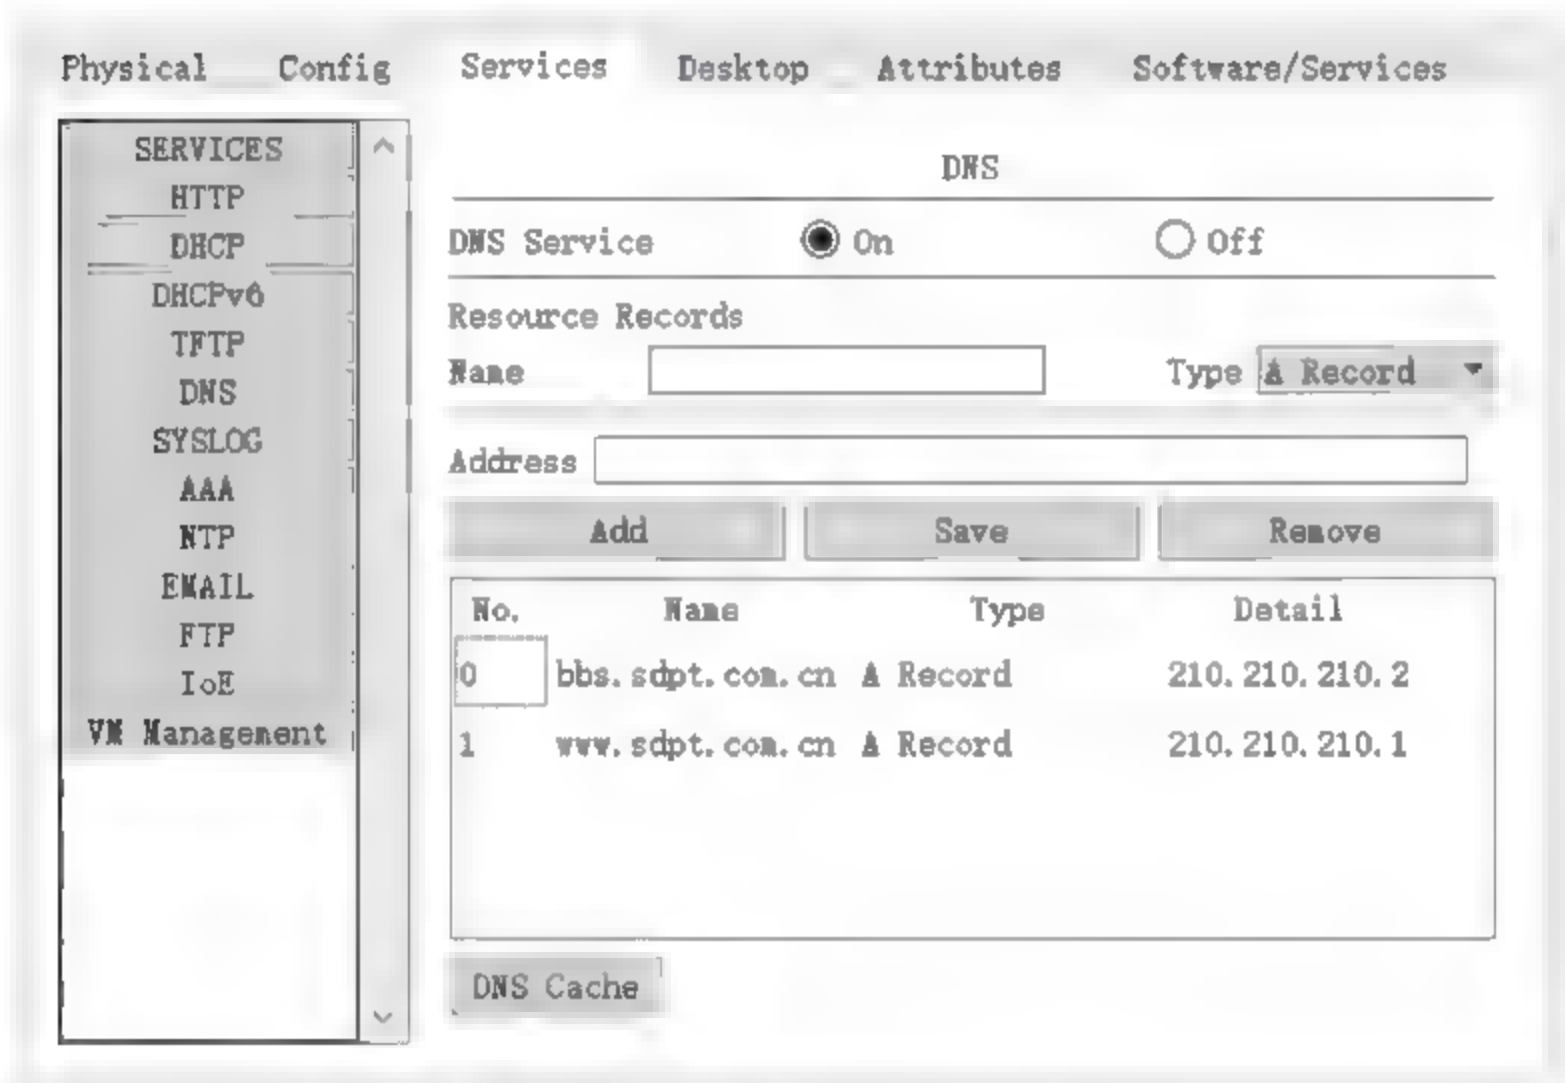 Physical Config Services Desktop Attributes Software/Services
SERVICES
HTTP
DHCP
DHCPv6
TFTP
DNS
SYSLOG
AAA
NTP
EMAIL
FTP
IoE
VM Management
DNS
DNS Service On Off
Resource Records
Name Type A Record
Address
Add Save Remove
No. Name Type Detail
0 bbs.sdpt.com.cn A Record 210.210.210.2
1 www.sdpt.com.cn A Record 210.210.210.1
DNS Cache